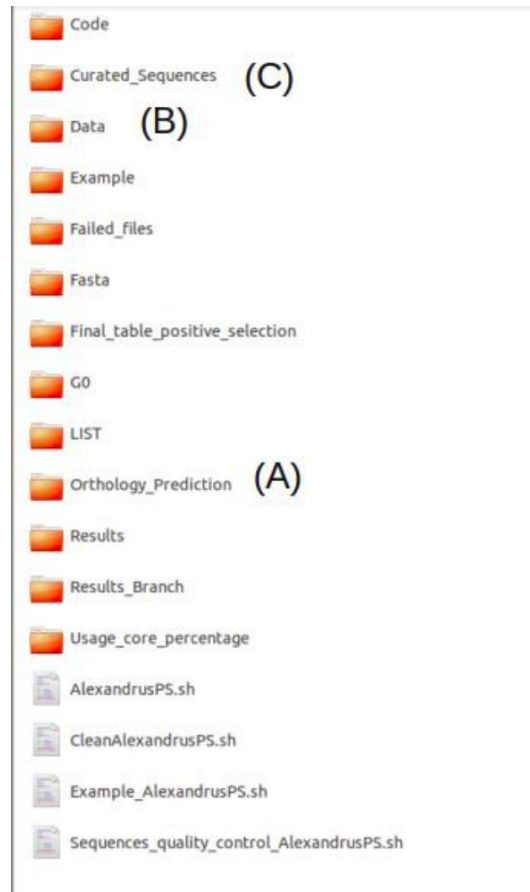 Code
Curated_Sequences (C)
Data (B)
Example
Failed_files
Fasta
Final_table_positive_selection
G0
LIST
Orthology_Prediction (A)
Results
Results_Branch
Usage_core_percentage
AlexandrusPS.sh
CleanAlexandrusPS.sh
Example_AlexandrusPS.sh
Sequences_quality_control_AlexandrusPS.sh